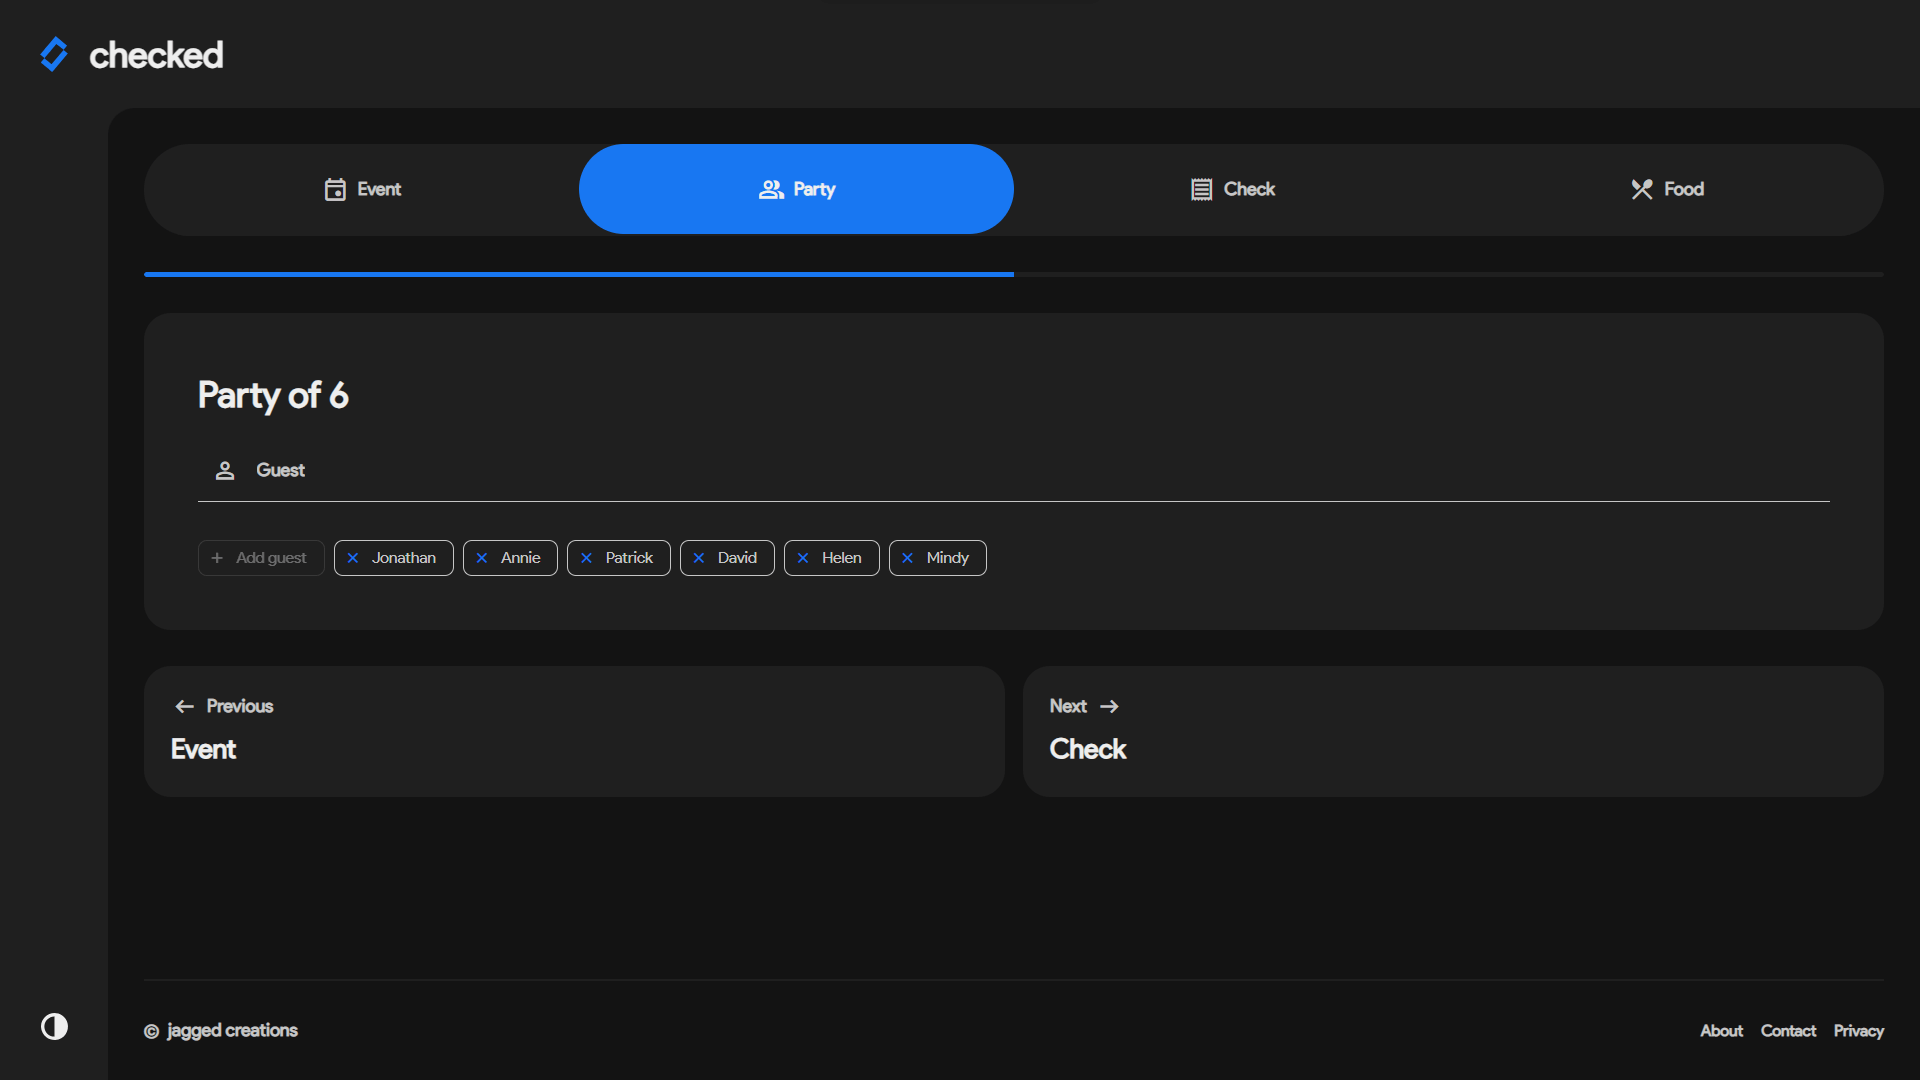 checked
Event
Party
Check
Food
Party of 6
Guest
Add guest
Jonathan
Annie
Patrick
David
Helen
Mindy
Previous
Event
Next
Check
© jagged creations
About
Contact
Privacy